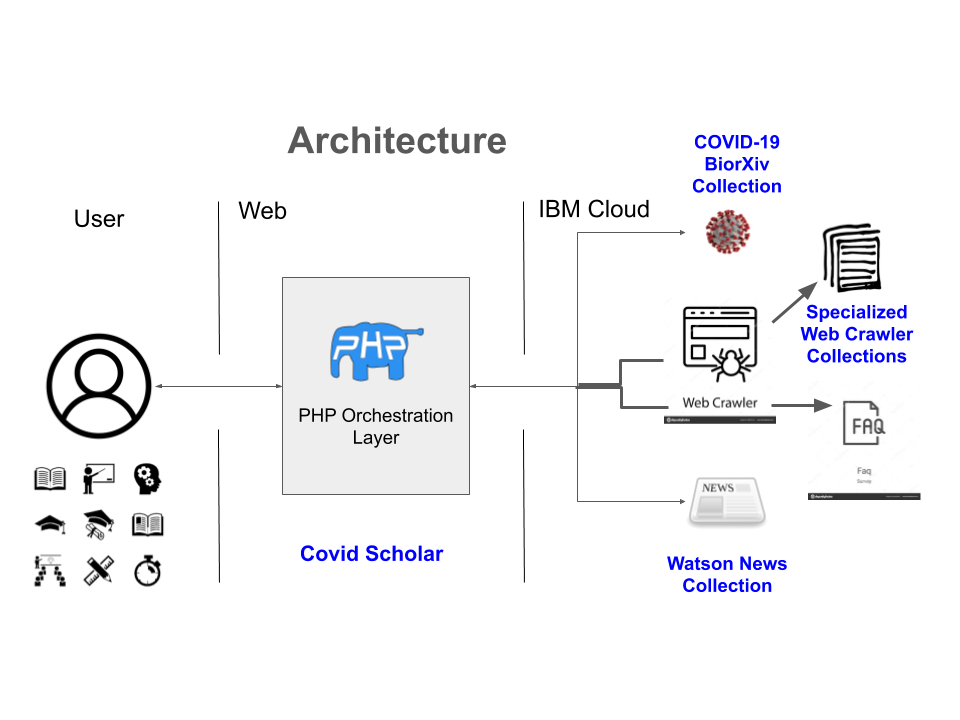 Architecture
User
Web
IBM Cloud
COVID-19
BiorXiv
Collection
PHP
PHP Orchestration
Layer
Covid Scholar
Web Crawler
Specialized
Web Crawler
Collections
FAQ
Faq
Survey
NEWS
Watson News
Collection